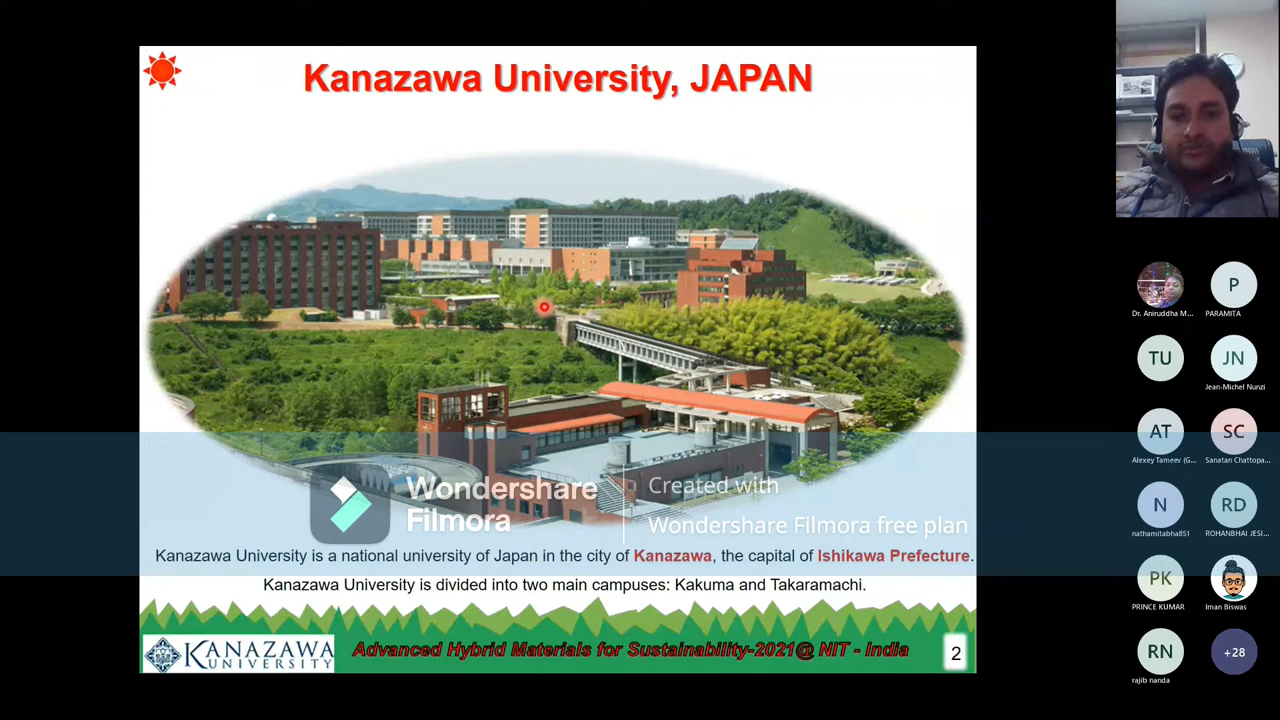 Kanazawa University, JAPAN
Wondershare
Filmora
Created with
Wondershare Filmora free plan
Kanazawa University is a national university of Japan in the city of Kanazawa, the capital of Ishikawa Prefecture.
Kanazawa University is divided into two main campuses: Kakuma and Takaramachi.
KANAZAWA
UNIVERSITY
Advanced Hybrid Materials for Sustainability-2021@ NIT - India
2
Dr. Aniruddha M...
P
PARAMITA
TU
JN
Jean-Michel Nunzi
AT
Alexey Tameev (G...
SC
Sanatan Chattopa...
N
nathamitabha851
RD
ROHANBHAI JESI...
PK
PRINCE KUMAR
Iman Biswas
RN
rajib nanda
+28